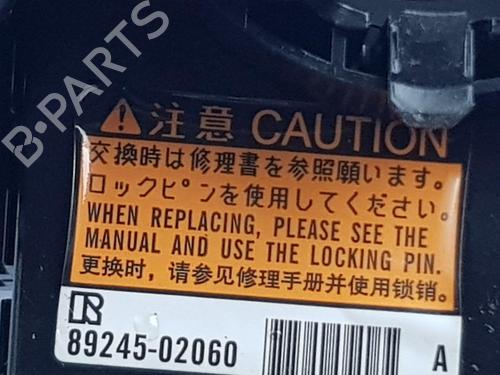 B·PARTS
注意 CAUTION
交換時は修理書を参照願います。
ロックピンを使用してください。
WHEN REPLACING, PLEASE SEE THE
MANUAL AND USE THE LOCKING PIN.
更换时，请参见修理手册并使用锁销。
89245-02060 A